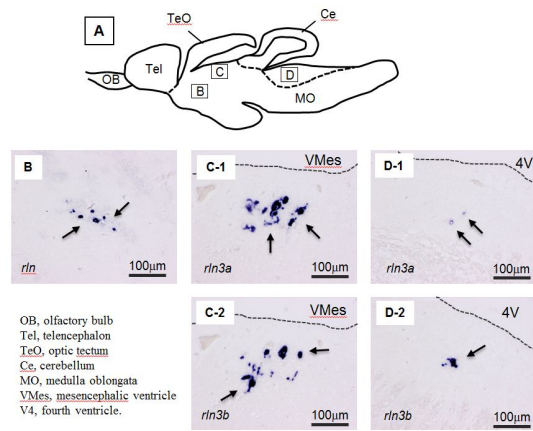 A
TeO
Ce
Tel
OB
C
D
B
MO
B
rln
100μm
C-1
VMes
rln3a
100μm
D-1
4V
rln3a
100μm
C-2
VMes
rln3b
100μm
D-2
4V
rln3b
100μm
OB, olfactory bulb
Tel, telencephalon
TeO, optic tectum
Ce, cerebellum
MO, medulla oblongata
VMes, mesencephalic ventricle
V4, fourth ventricle.